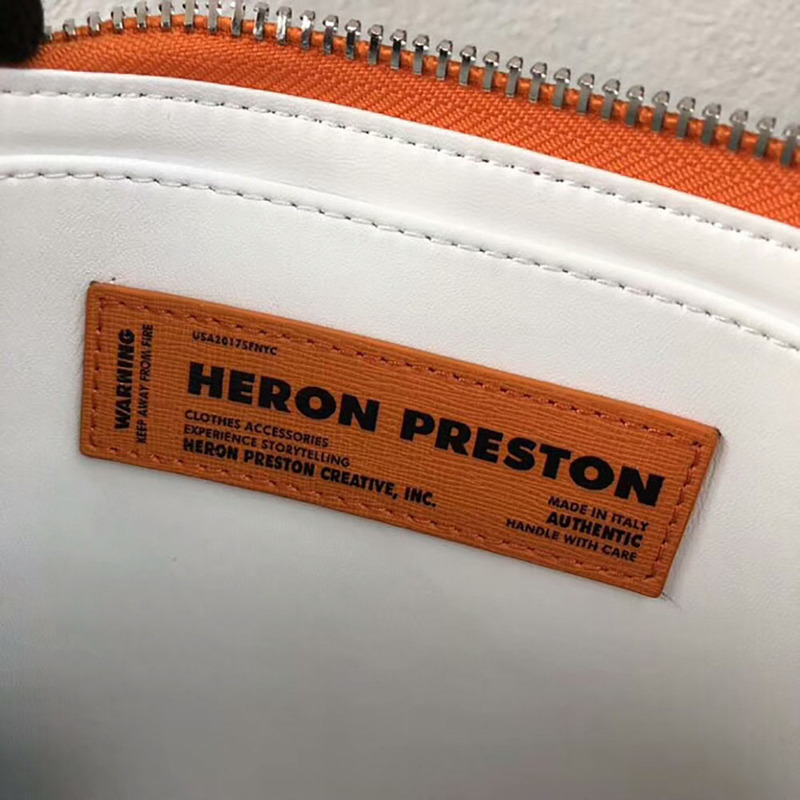 WARNING
KEEP AWAY FROM FIRE
USA2017SFNYC
HERON PRESTON
CLOTHES ACCESSORIES
EXPERIENCE STORYTELLING
HERON PRESTON CREATIVE, INC.
MADE IN ITALY
AUTHENTIC
HANDLE WITH CARE